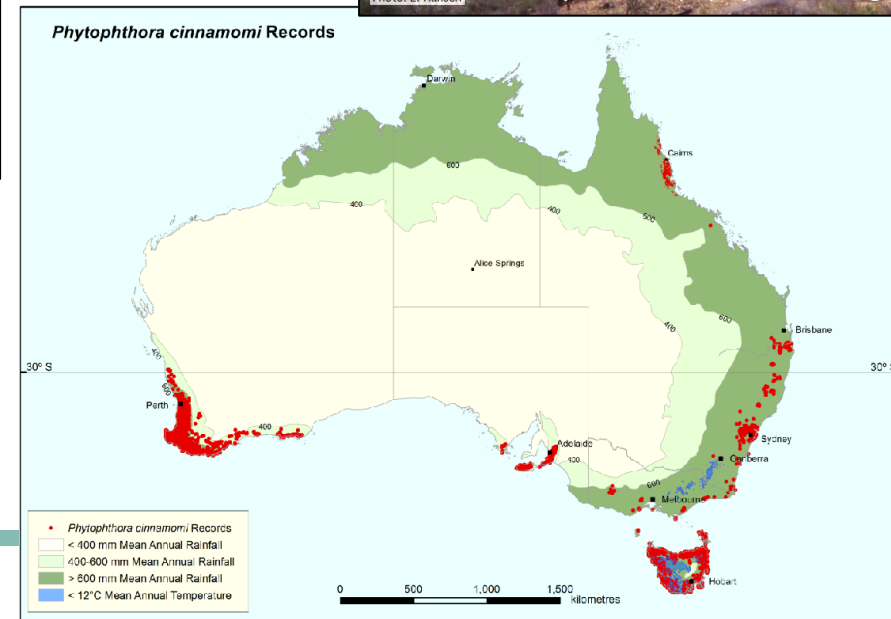 Phytophthora cinnamomi Records
Darwin
Cairns
600
400
400
500
Alice Springs
600
400
Brisbane
30° S
30° S
400
600
Perth
400
Adelaide
400
Sydney
Canberra
600
Melbourne
Hobart
Phytophthora cinnamomi Records
< 400 mm Mean Annual Rainfall
400-600 mm Mean Annual Rainfall
> 600 mm Mean Annual Rainfall
< 12°C Mean Annual Temperature
0 500 1,000 1,500
kilometres